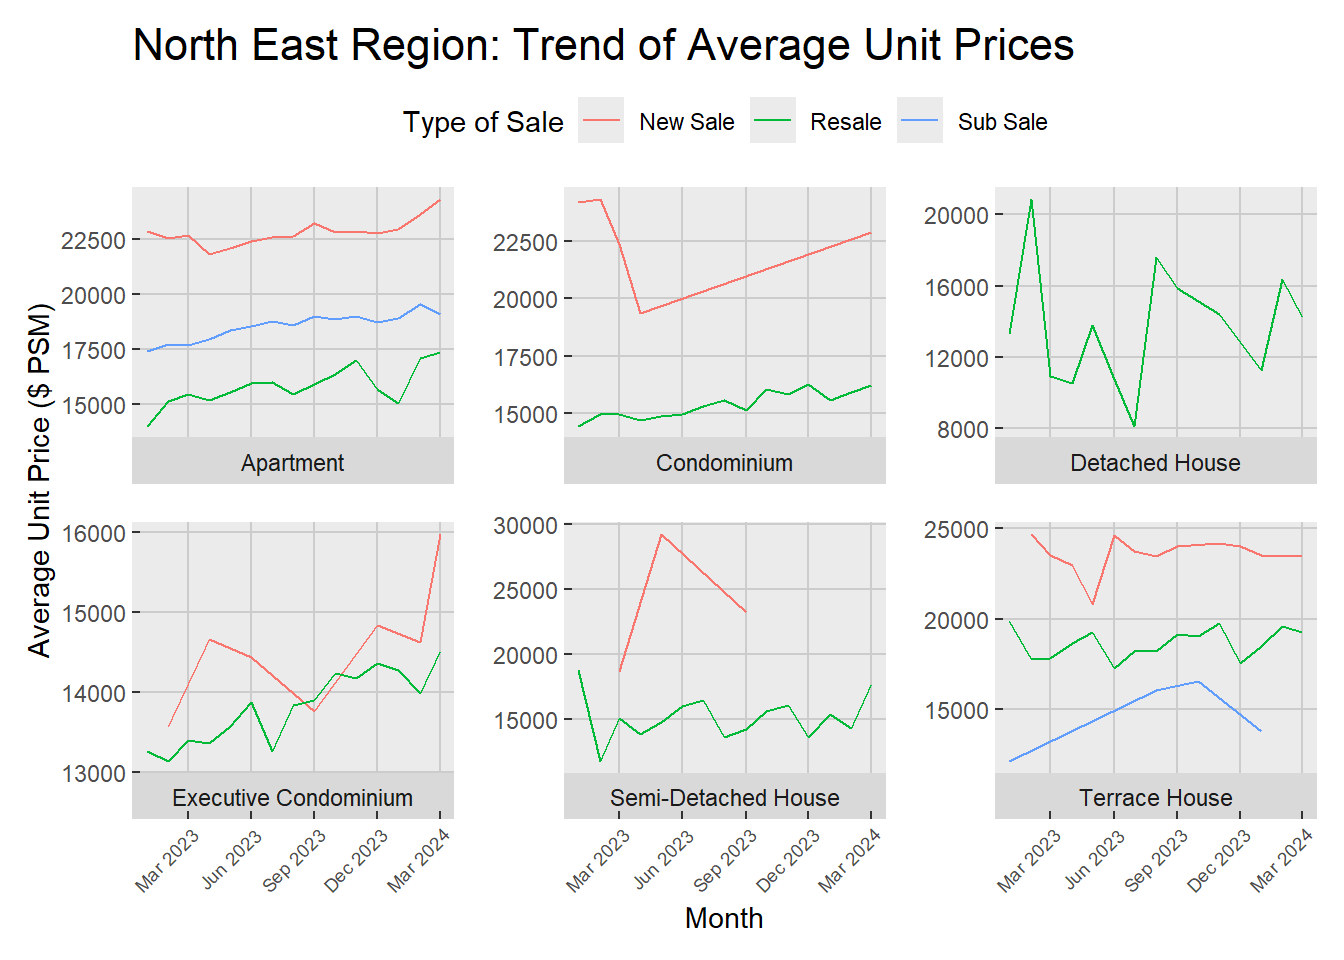 North East Region: Trend of Average Unit Prices
Type of Sale New Sale Resale Sub Sale
Average Unit Price ($ PSM)
22500
20000
17500
15000
Apartment
22500
20000
17500
15000
Condominium
20000
16000
12000
8000
Detached House
16000
15000
14000
13000
Executive Condominium
Mar 2023 Jun 2023 Sep 2023 Dec 2023 Mar 2024
30000
25000
20000
15000
Semi-Detached House
Mar 2023 Jun 2023 Sep 2023 Dec 2023 Mar 2024
25000
20000
15000
Terrace House
Mar 2023 Jun 2023 Sep 2023 Dec 2023 Mar 2024
Month